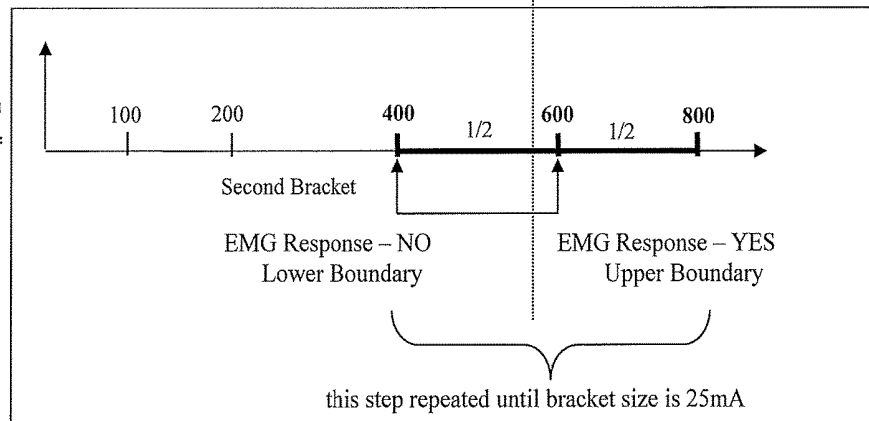 100 200 400 600 800
1/2 1/2
Second Bracket
EMG Response – NO EMG Response – YES
Lower Boundary Upper Boundary
this step repeated until bracket size is 25mA